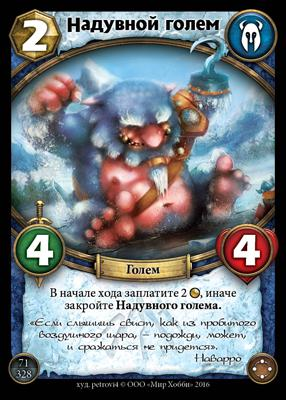 2
Надувной голем
4
Голем
4
В начале хода заплатите 2 , иначе
закройте Надувного голема.
«Если слышишь свист, как из пробитого
воздушного шара, – подожди, может,
и сражаться не придется».
Наварро
71
328
худ. petrovi4 © ООО «Мир Хобби» 2016